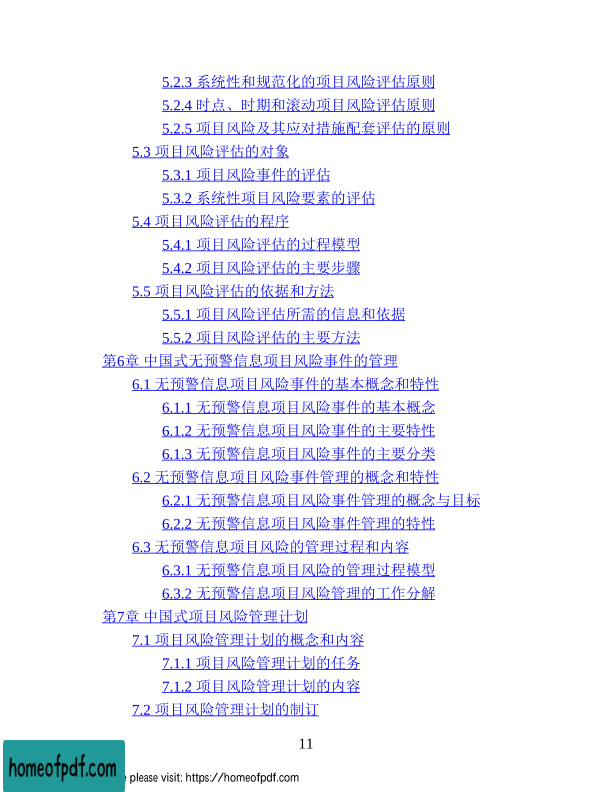 5.2.3 系统性和规范化的项目风险评估原则
5.2.4 时点、时期和滚动项目风险评估原则
5.2.5 项目风险及其应对措施配套评估的原则
5.3 项目风险评估的对象
5.3.1 项目风险事件的评估
5.3.2 系统性项目风险要素的评估
5.4 项目风险评估的程序
5.4.1 项目风险评估的过程模型
5.4.2 项目风险评估的主要步骤
5.5 项目风险评估的依据和方法
5.5.1 项目风险评估所需的信息和依据
5.5.2 项目风险评估的主要方法
第6章 中国式无预警信息项目风险事件的管理
6.1 无预警信息项目风险事件的基本概念和特性
6.1.1 无预警信息项目风险事件的基本概念
6.1.2 无预警信息项目风险事件的主要特性
6.1.3 无预警信息项目风险事件的主要分类
6.2 无预警信息项目风险事件管理的概念和特性
6.2.1 无预警信息项目风险事件管理的概念与目标
6.2.2 无预警信息项目风险事件管理的特性
6.3 无预警信息项目风险的管理过程和内容
6.3.1 无预警信息项目风险的管理过程模型
6.3.2 无预警信息项目风险管理的工作分解
第7章 中国式项目风险管理计划
7.1 项目风险管理计划的概念和内容
7.1.1 项目风险管理计划的任务
7.1.2 项目风险管理计划的内容
7.2 项目风险管理计划的制订
11
homeofpdf.com
please visit: https://homeofpdf.com